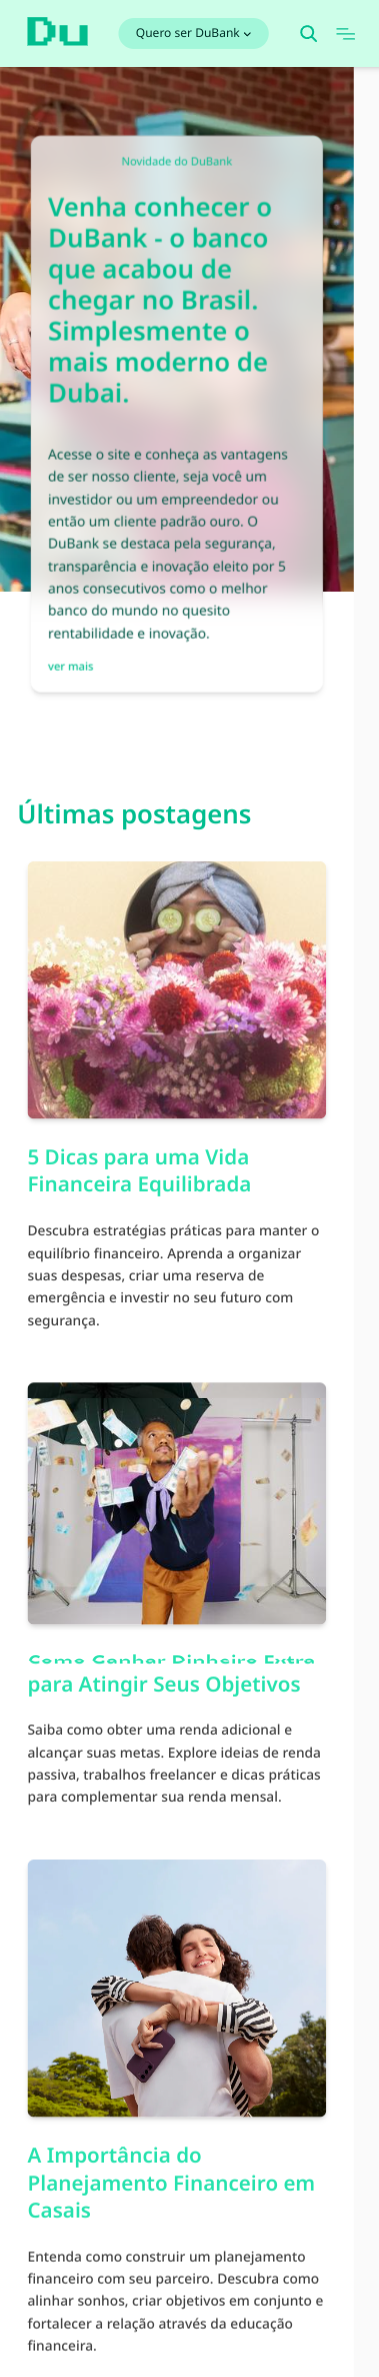 Du
Quero ser DuBank
Novidade do DuBank
Venha conhecer o
DuBank - o banco
que acabou de
chegar no Brasil.
Simplesmente o
mais moderno de
Dubai.
Acesse o site e conheça as vantagens
de ser nosso cliente, seja você um
investidor ou um empreendedor ou
então um cliente padrão ouro. O
DuBank se destaca pela segurança,
transparência e inovação eleito por 5
anos consecutivos como o melhor
banco do mundo no quesito
rentabilidade e inovação.
ver mais
Últimas postagens
5 Dicas para uma Vida
Financeira Equilibrada
Descubra estratégias práticas para manter o
equilíbrio financeiro. Aprenda a organizar
suas despesas, criar uma reserva de
emergência e investir no seu futuro com
segurança.
Como Ganhar Dinheiro Extra
para Atingir Seus Objetivos
Saiba como obter uma renda adicional e
alcançar suas metas. Explore ideias de renda
passiva, trabalhos freelancer e dicas práticas
para complementar sua renda mensal.
A Importância do
Planejamento Financeiro em
Casais
Entenda como construir um planejamento
financeiro com seu parceiro. Descubra como
alinhar sonhos, criar objetivos em conjunto e
fortalecer a relação através da educação
financeira.